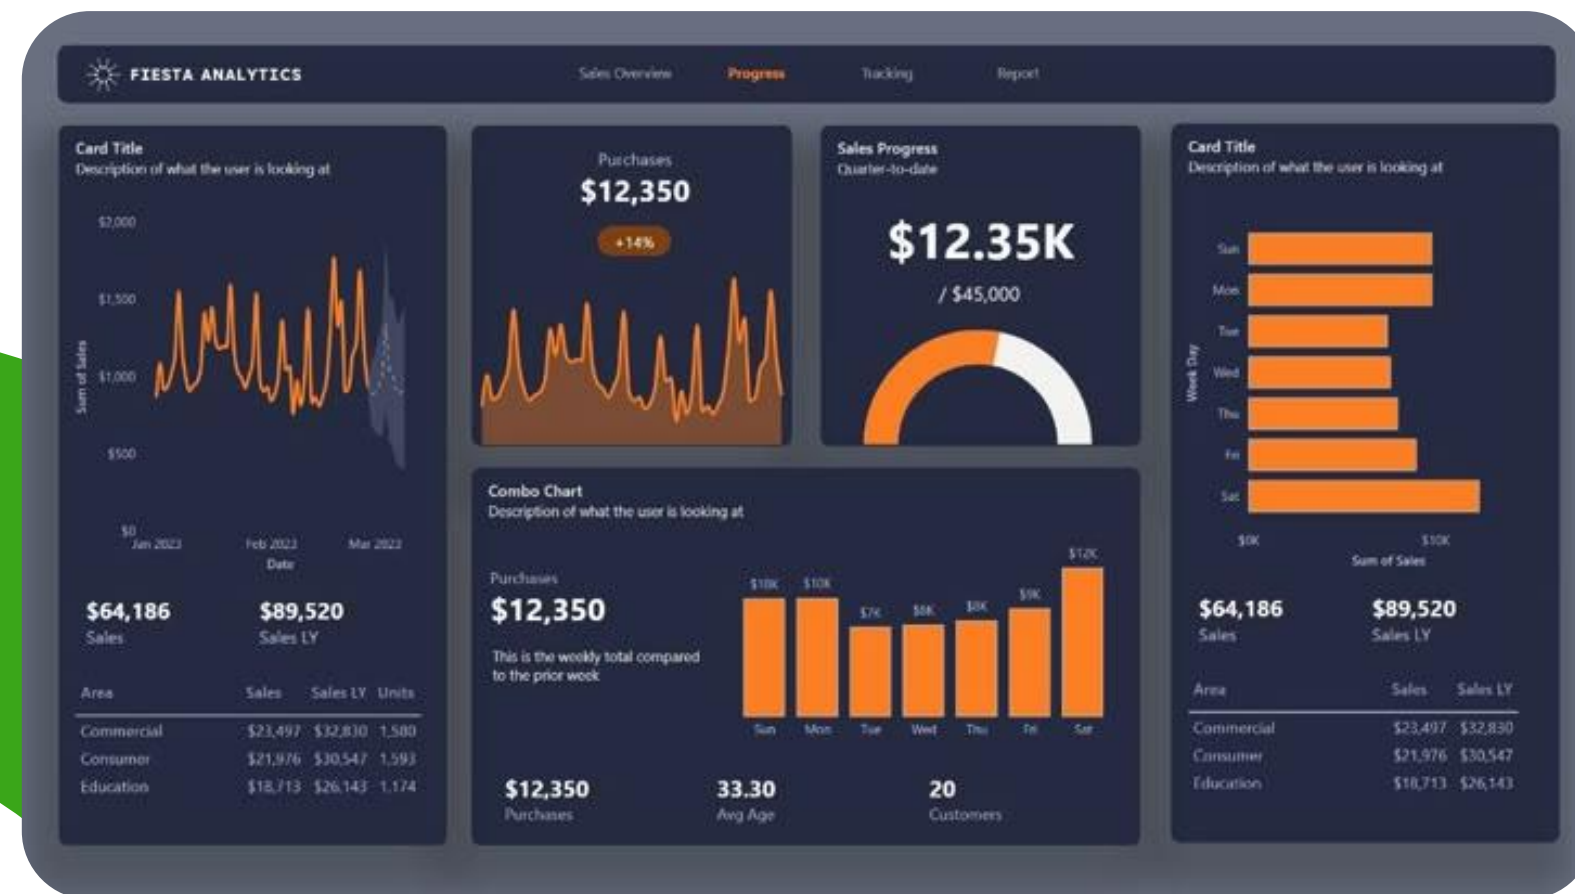 FIESTA ANALYTICS
Sales Overview Progress Tracking Report
Card Title
Description of what the user is looking at
$2,000
$1,500
$1,000
$500
$0
Sum of Sales
Jan 2023 Feb 2023 Mar 2023
Date
$64,186 $89,520
Sales Sales LY
Area Sales Sales LY Units
Commercial $23,497 $32,830 1,580
Consumer $21,976 $30,547 1,593
Education $18,713 $26,143 1,174
Purchases
$12,350
+14%
Sales Progress
Quarter-to-date
$12.35K
/ $45,000
Combo Chart
Description of what the user is looking at
Purchases
$12,350
This is the weekly total compared
to the prior week
$10K $10K $7K $8K $8K $9K $12K
Sun Mon Tue Wed Thu Fri Sat
$12,350 33.30 20
Purchases Avg Age Customers
Card Title
Description of what the user is looking at
Week Day
Sun
Mon
Tue
Wed
Thu
Fri
Sat
$0K $10K
Sum of Sales
$64,186 $89,520
Sales Sales LY
Area Sales Sales LY
Commercial $23,497 $32,830
Consumer $21,976 $30,547
Education $18,713 $26,143